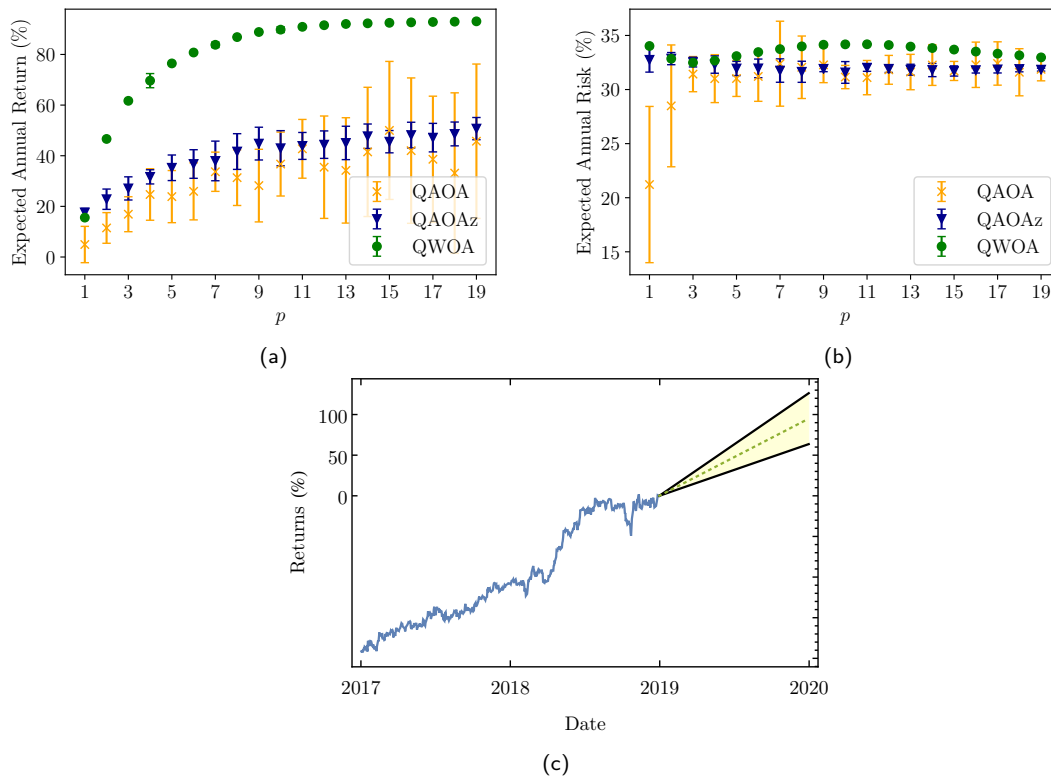 Expected Annual Return (%)
80
60
40
20
0
QAOA
QAOAz
QWOA
1 3 5 7 9 11 13 15 17 19
p
(a)
Expected Annual Risk (%)
35
30
25
20
15
QAOA
QAOAz
QWOA
1 3 5 7 9 11 13 15 17 19
p
(b)
Returns (%)
100
50
0
2017 2018 2019 2020
Date
(c)